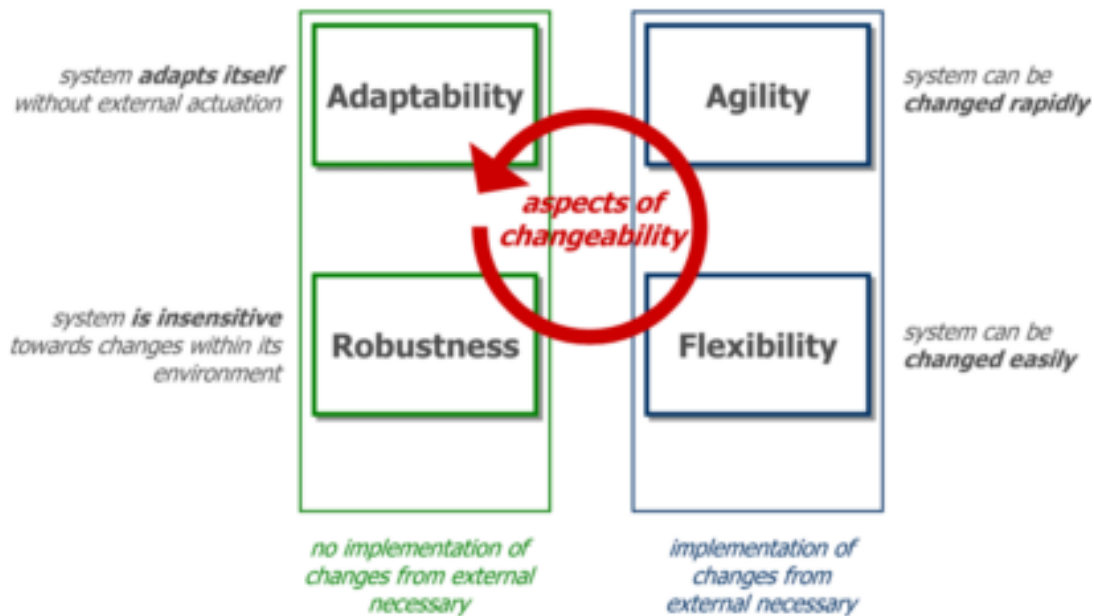 system adapts itself
without external actuation
Adaptability
Agility
system can be
changed rapidly
aspects of
changeability
system is insensitive
towards changes within its
environment
Robustness
Flexibility
system can be
changed easily
no implementation of
changes from external
necessary
implementation of
changes from
external necessary